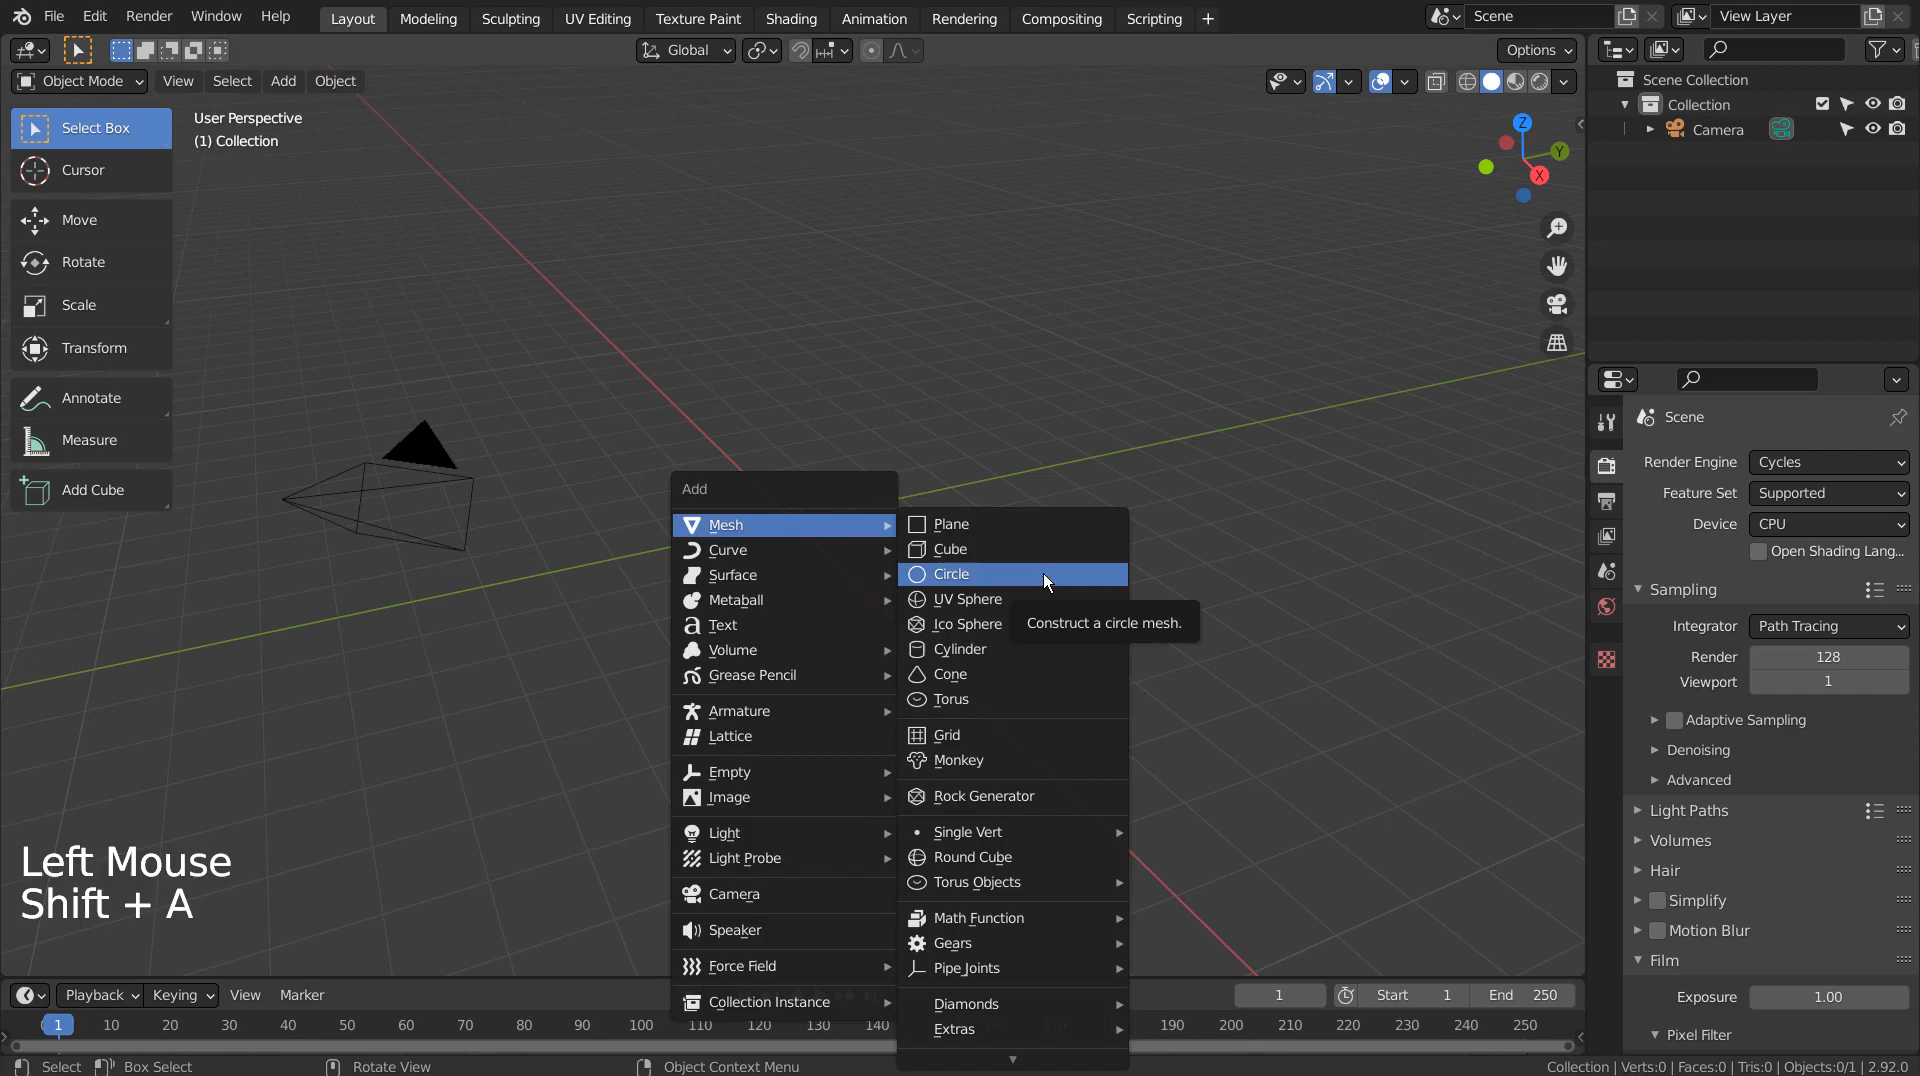 File Edit Render Window Help
Layout Modeling Sculpting UV Editing Texture Paint Shading Animation Rendering Compositing Scripting +
Scene
View Layer
Global
Options
Object Mode View Select Add Object
User Perspective
(1) Collection
Select Box
Cursor
Move
Rotate
Scale
Transform
Annotate
Measure
Add Cube
Z
Y
X
Add
Mesh
Curve
Surface
Metaball
Text
Volume
Grease Pencil
Armature
Lattice
Empty
Image
Light
Light Probe
Camera
Speaker
Force Field
Collection Instance
Plane
Cube
Circle
UV Sphere
Ico Sphere
Construct a circle mesh.
Cylinder
Cone
Torus
Grid
Monkey
Rock Generator
Single Vert
Round Cube
Torus Objects
Math Function
Gears
Pipe Joints
Diamonds
Extras
Left Mouse
Shift + A
Scene Collection
Collection
Camera
Scene
Render Engine Cycles
Feature Set Supported
Device CPU
Open Shading Lang...
Sampling
Integrator Path Tracing
Render 128
Viewport 1
Adaptive Sampling
Denoising
Advanced
Light Paths
Volumes
Hair
Simplify
Motion Blur
Film
Exposure 1.00
Pixel Filter
Playback Keying View Marker
1 Start 1 End 250
1 10 20 30 40 50 60 70 80 90 100 110 120 130 140 190 200 210 220 230 240 250
Select Box Select Rotate View Object Context Menu
Collection | Verts:0 | Faces:0 | Tris:0 | Objects:0/1 | 2.92.0